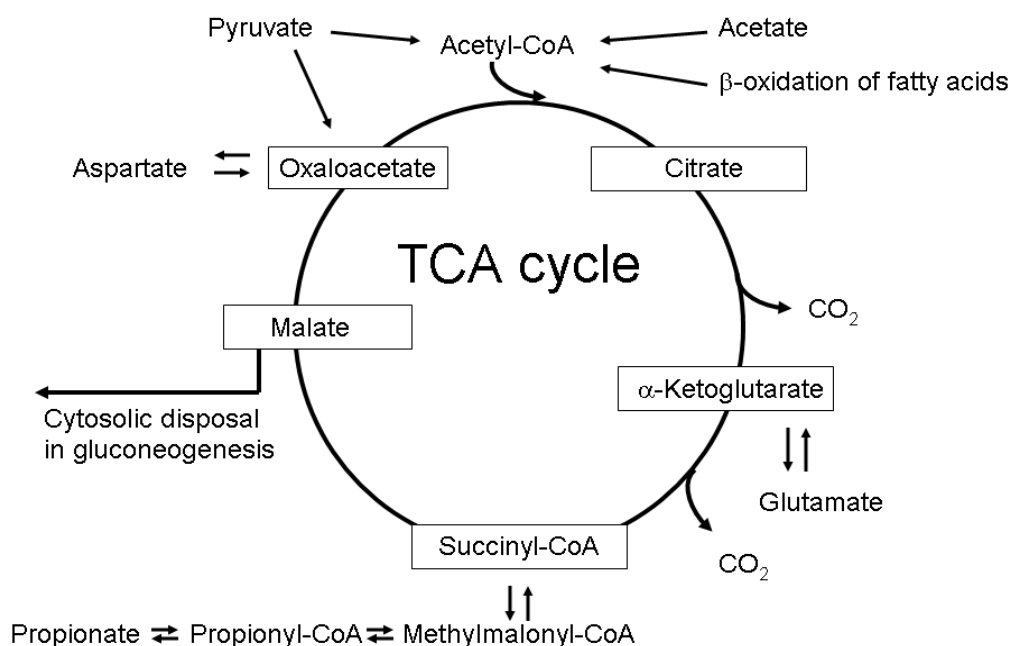 Pyruvate
Acetyl-CoA
Acetate
β-oxidation of fatty acids
Aspartate
Oxaloacetate
Citrate
TCA cycle
CO₂
Malate
α-Ketoglutarate
Cytosolic disposal
in gluconeogenesis
Glutamate
Succinyl-CoA
CO₂
Propionate
Propionyl-CoA
Methylmalonyl-CoA